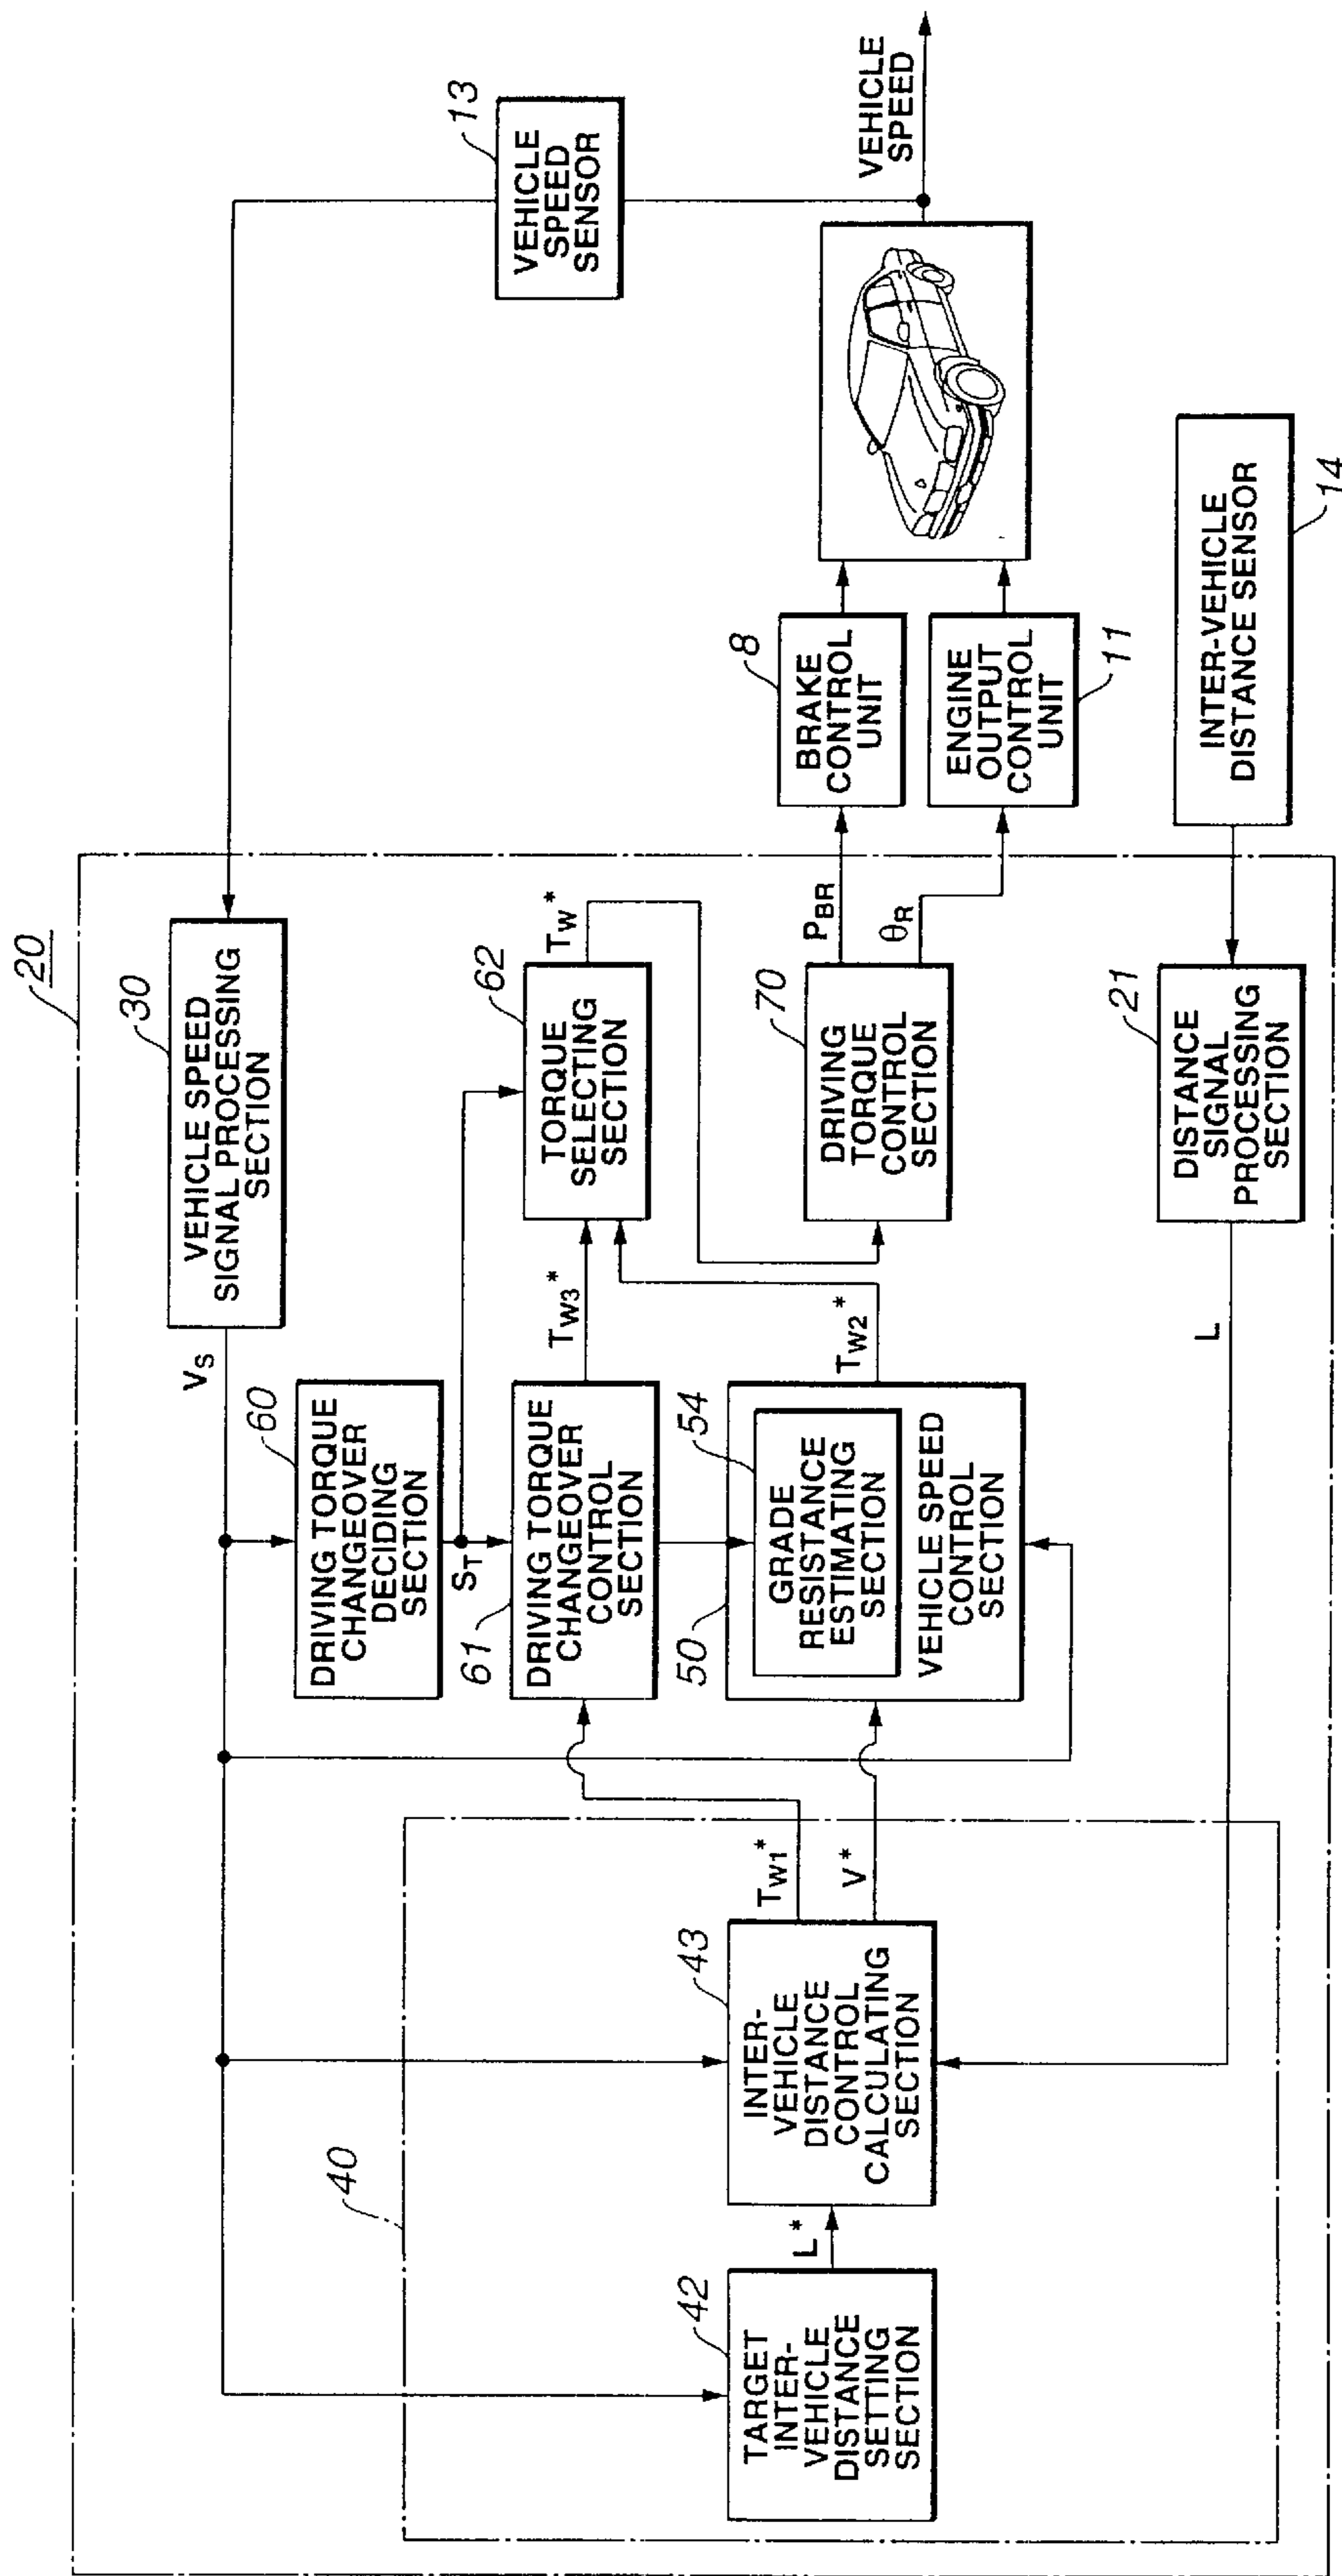 20
VEHICLE SPEED
SIGNAL PROCESSING
SECTION
30
VS
VEHICLE
SPEED
SENSOR
13
DRIVING TORQUE
CHANGEOVER
DECIDING
SECTION
60
ST
DRIVING TORQUE
CHANGEOVER
CONTROL
SECTION
61
TW3*
TORQUE
SELECTING
SECTION
62
TW*
40
TARGET
INTER-
VEHICLE
DISTANCE
SETTING
SECTION
42
L*
INTER-
VEHICLE
DISTANCE
CONTROL
CALCULATING
SECTION
43
TW1*
V*
50
GRADE
RESISTANCE
ESTIMATING
SECTION
54
VEHICLE SPEED
CONTROL
SECTION
TW2*
DRIVING
TORQUE
CONTROL
SECTION
70
PBR
θR
BRAKE
CONTROL
UNIT
8
ENGINE
OUTPUT
CONTROL
UNIT
11
VEHICLE
SPEED
L
DISTANCE
SIGNAL
PROCESSING
SECTION
21
INTER-VEHICLE
DISTANCE SENSOR
14